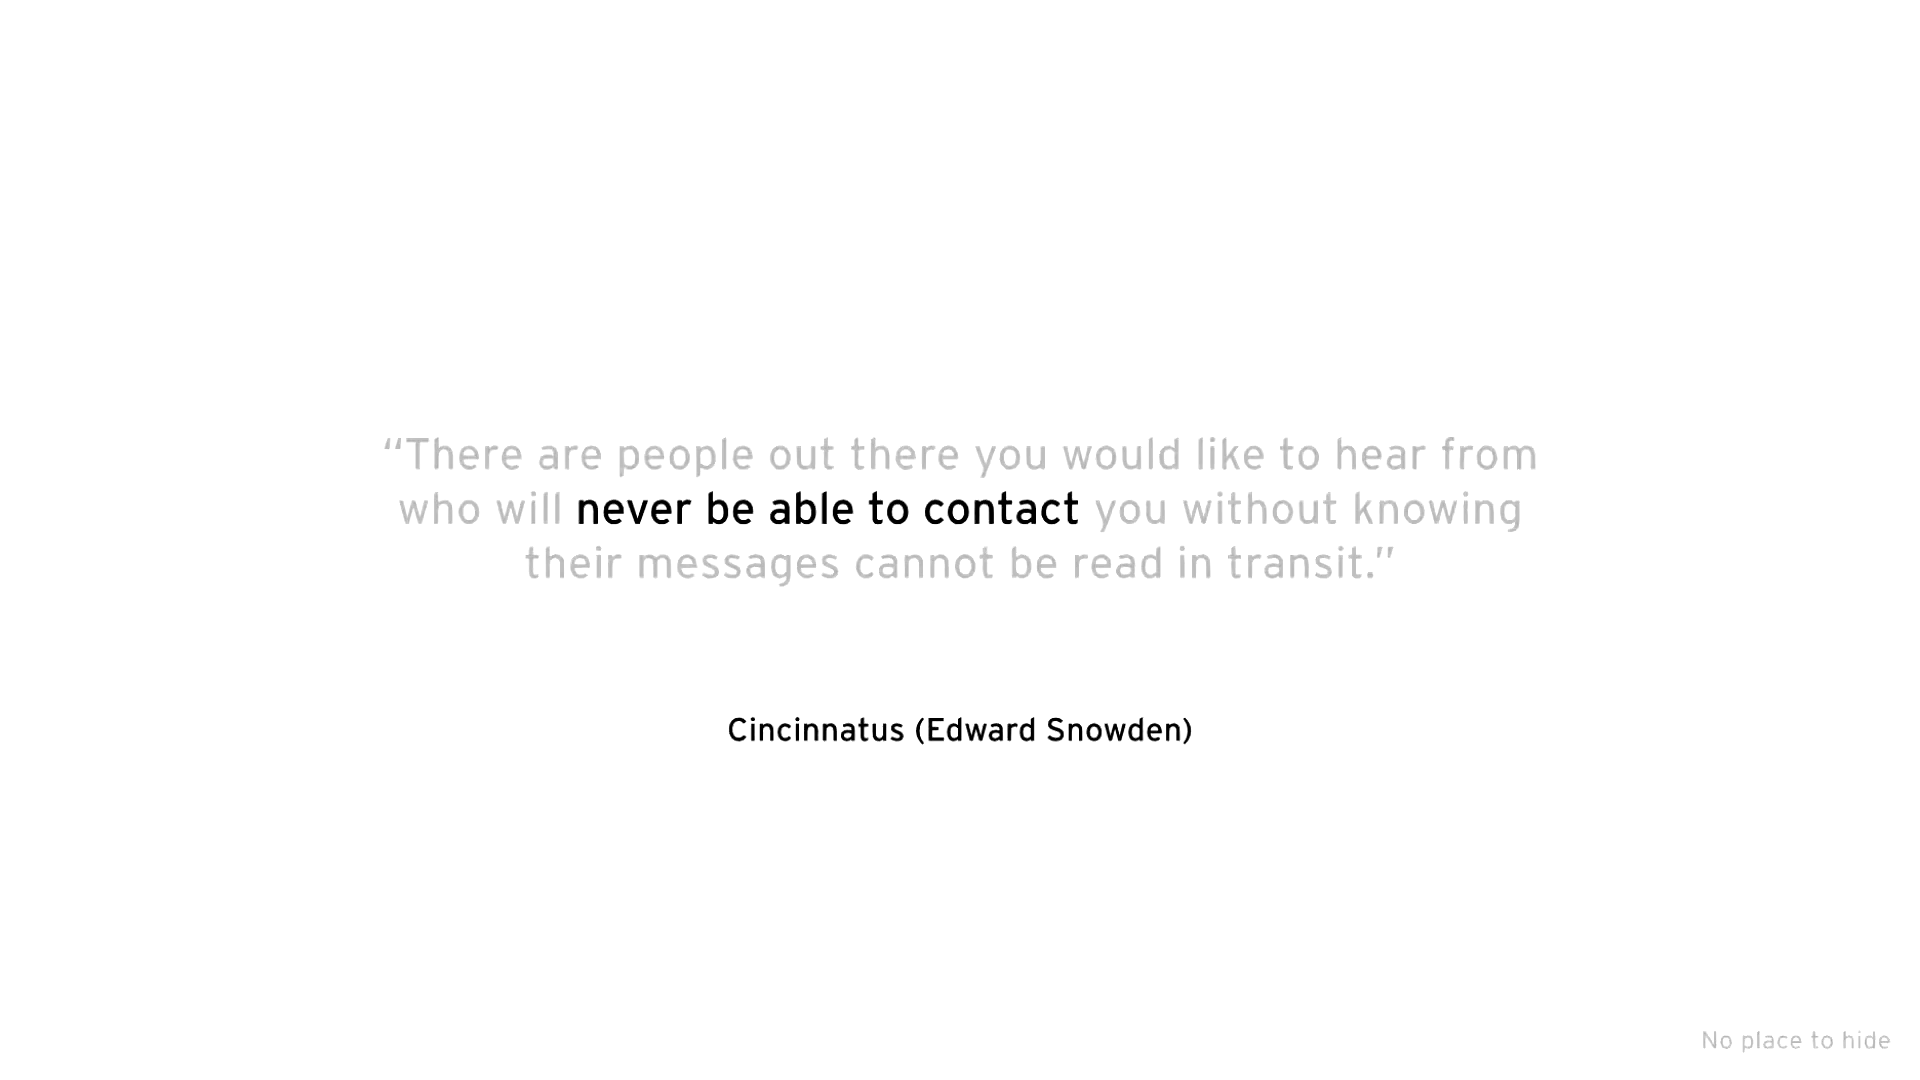 “There are people out there you would like to hear from
who will never be able to contact you without knowing
their messages cannot be read in transit.”
Cincinnatus (Edward Snowden)
No place to hide